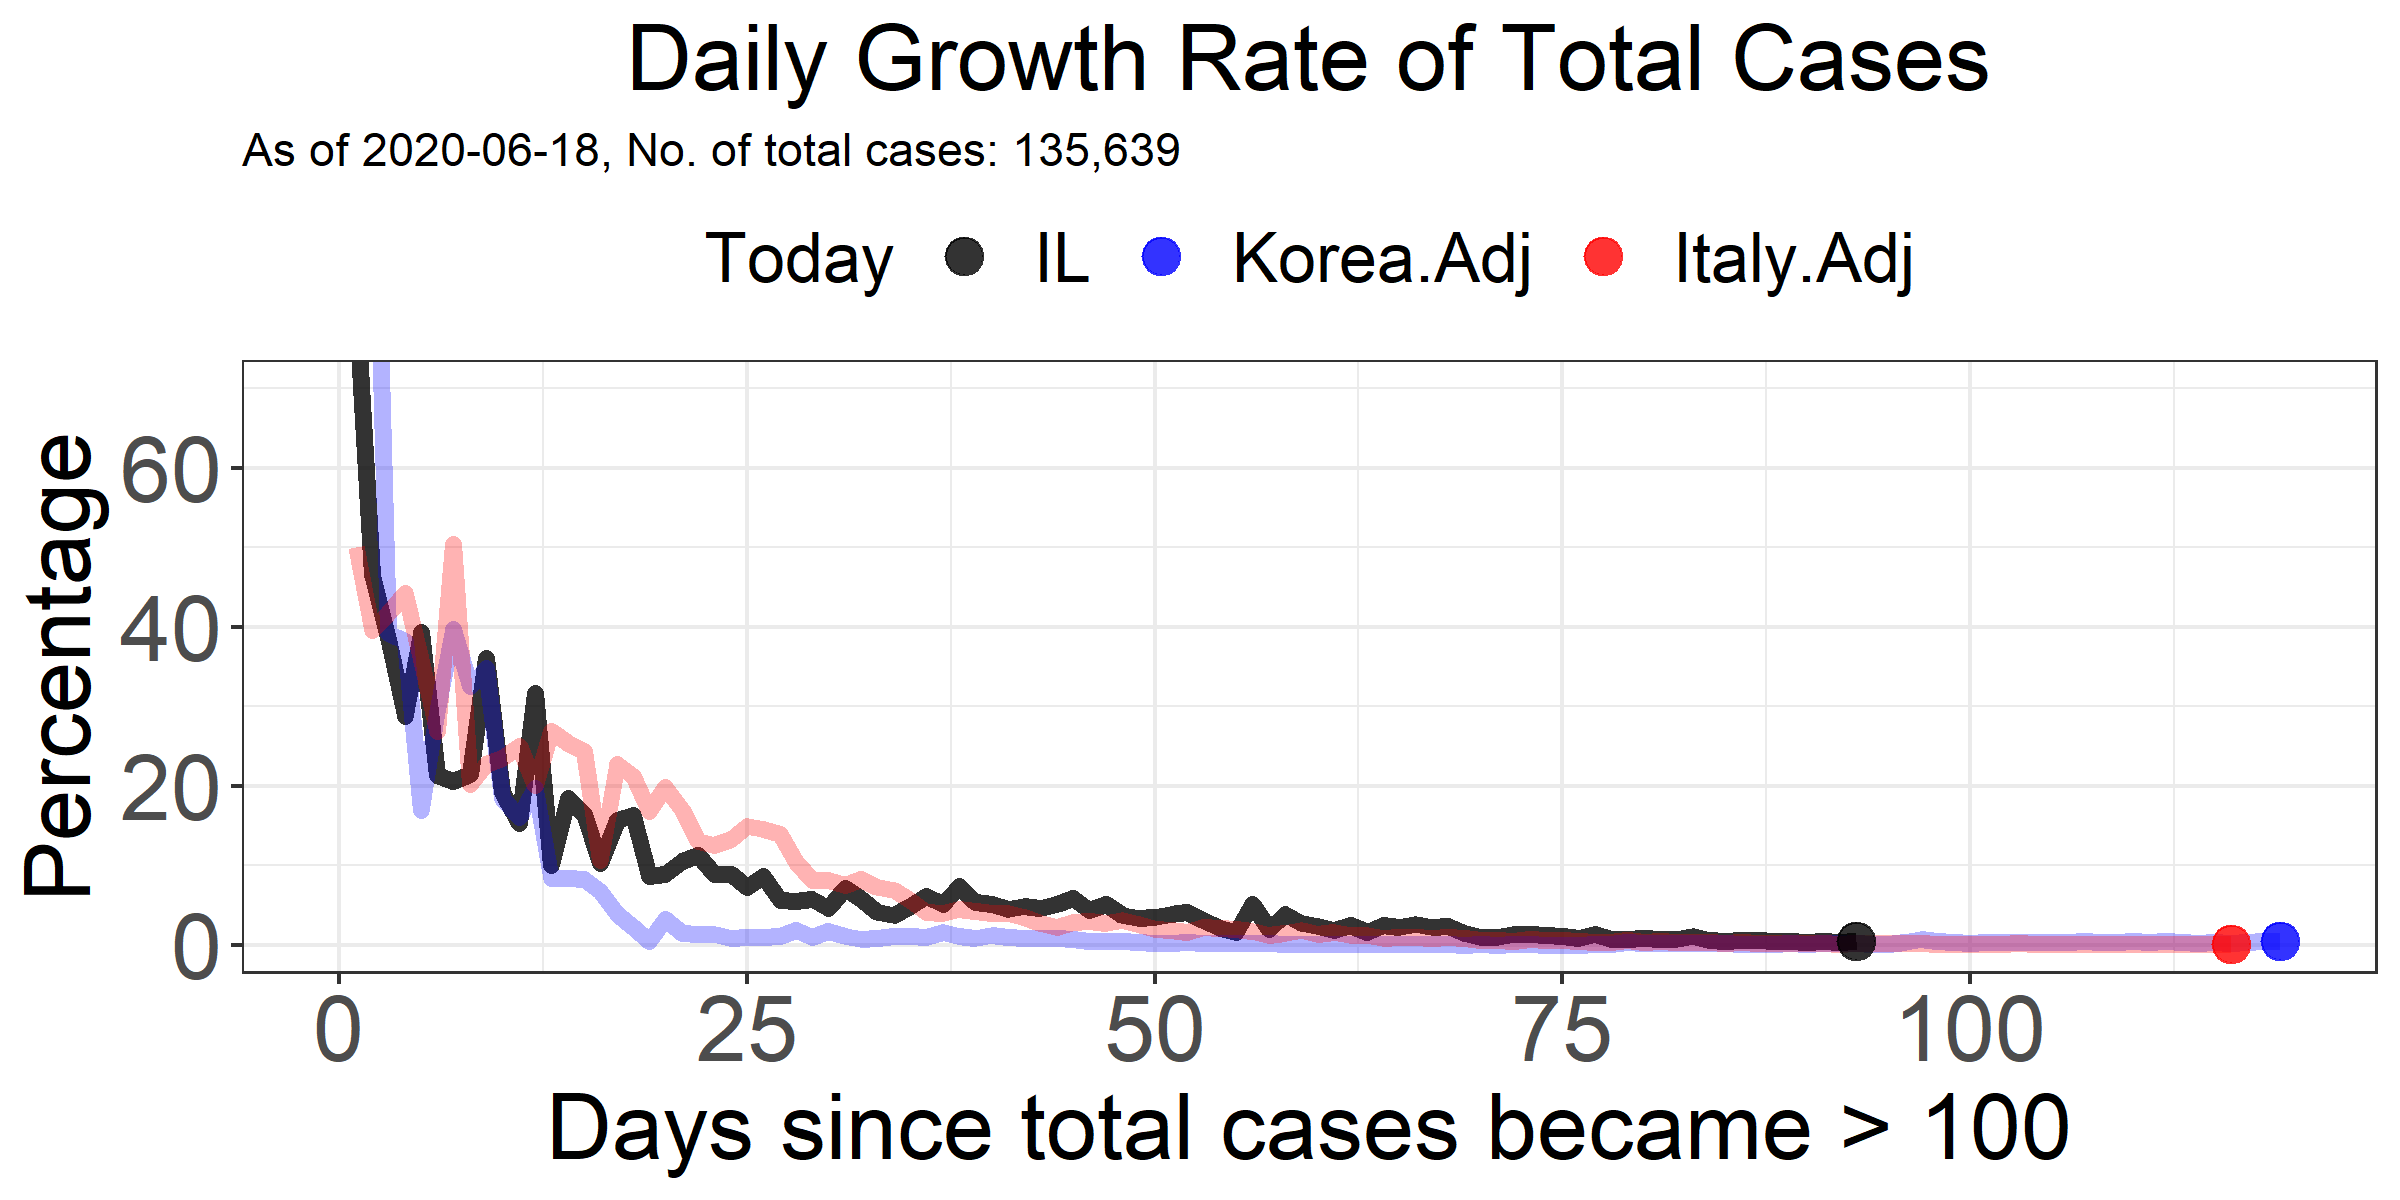 Daily Growth Rate of Total Cases
As of 2020-06-18, No. of total cases: 135,639
Today IL Korea.Adj Italy.Adj
Percentage
60
40
20
0
0 25 50 75 100
Days since total cases became > 100